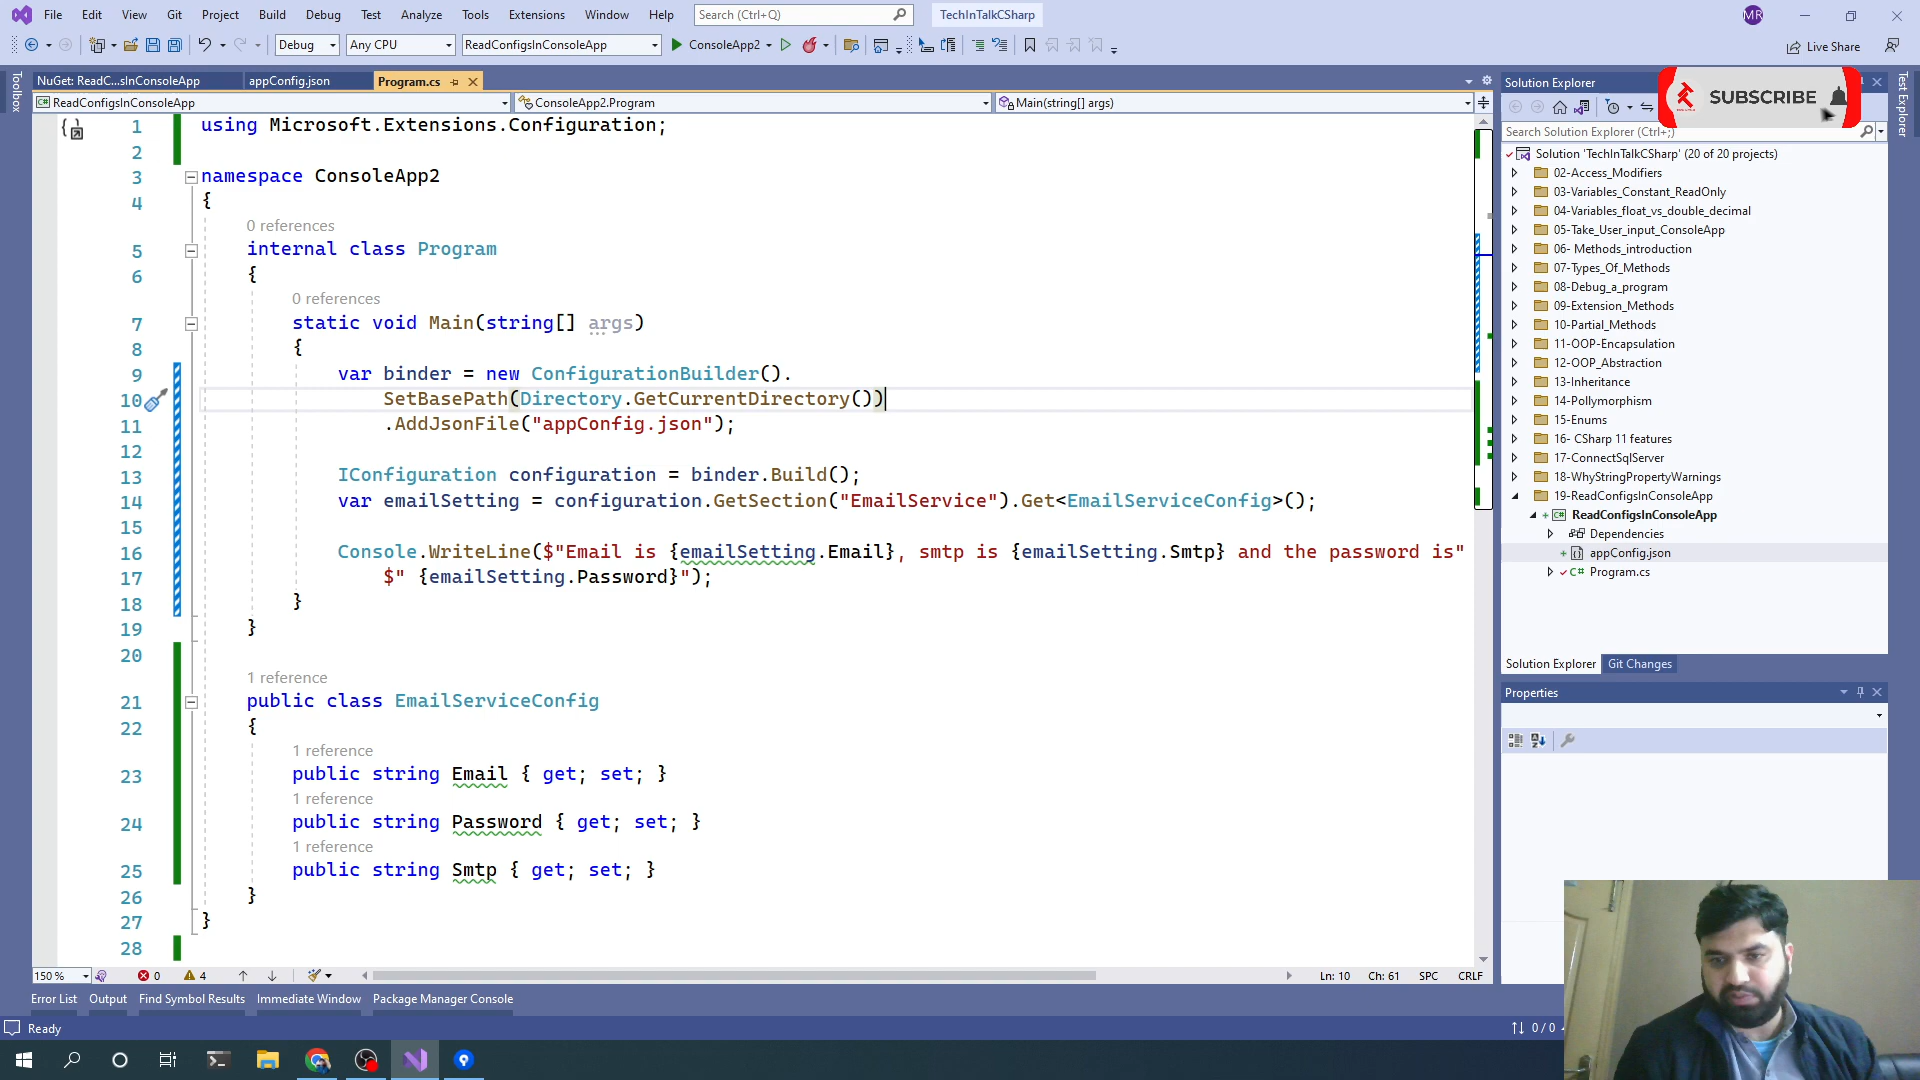 File Edit View Git Project Build Debug Test Analyze Tools Extensions Window Help Search (Ctrl+Q) TechInTalkCSharp MR
Debug Any CPU ReadConfigsInConsoleApp ConsoleApp2 Live Share
Toolbox
NuGet: ReadC...sInConsoleApp appConfig.json Program.cs
ReadConfigsInConsoleApp ConsoleApp2.Program Main(string[] args)
1 using Microsoft.Extensions.Configuration;
2
3 namespace ConsoleApp2
4 {
0 references
5 internal class Program
6 {
0 references
7 static void Main(string[] args)
8 {
9 var binder = new ConfigurationBuilder().
10 SetBasePath(Directory.GetCurrentDirectory())
11 .AddJsonFile("appConfig.json");
12
13 IConfiguration configuration = binder.Build();
14 var emailSetting = configuration.GetSection("EmailService").Get<EmailServiceConfig>();
15
16 Console.WriteLine($"Email is {emailSetting.Email}, smtp is {emailSetting.Smtp} and the password is"
17 $" {emailSetting.Password}");
18 }
19 }
20
1 reference
21 public class EmailServiceConfig
22 {
1 reference
23 public string Email { get; set; }
1 reference
24 public string Password { get; set; }
1 reference
25 public string Smtp { get; set; }
26 }
27 }
28
150 % 0 4 Ln: 10 Ch: 61 SPC CRLF
Error List Output Find Symbol Results Immediate Window Package Manager Console
Ready 0 / 0
Solution Explorer
SUBSCRIBE
Test Explorer
Search Solution Explorer (Ctrl+;)
Solution 'TechInTalkCSharp' (20 of 20 projects)
02-Access_Modifiers
03-Variables_Constant_ReadOnly
04-Variables_float_vs_double_decimal
05-Take_User_input_ConsoleApp
06- Methods_introduction
07-Types_Of_Methods
08-Debug_a_program
09-Extension_Methods
10-Partial_Methods
11-OOP-Encapsulation
12-OOP_Abstraction
13-Inheritance
14-Pollymorphism
15-Enums
16- CSharp 11 features
17-ConnectSqlServer
18-WhyStringPropertyWarnings
19-ReadConfigsInConsoleApp
ReadConfigsInConsoleApp
Dependencies
appConfig.json
Program.cs
Solution Explorer Git Changes
Properties